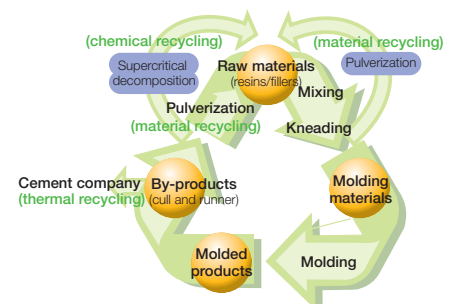 (chemical recycling)
(material recycling)
Supercritical
decomposition
Raw materials
(resins/fillers)
Pulverization
Mixing
Pulverization
(material recycling)
Kneading
Cement company
(thermal recycling)
By-products
(cull and runner)
Molding
materials
Molded
products
Molding